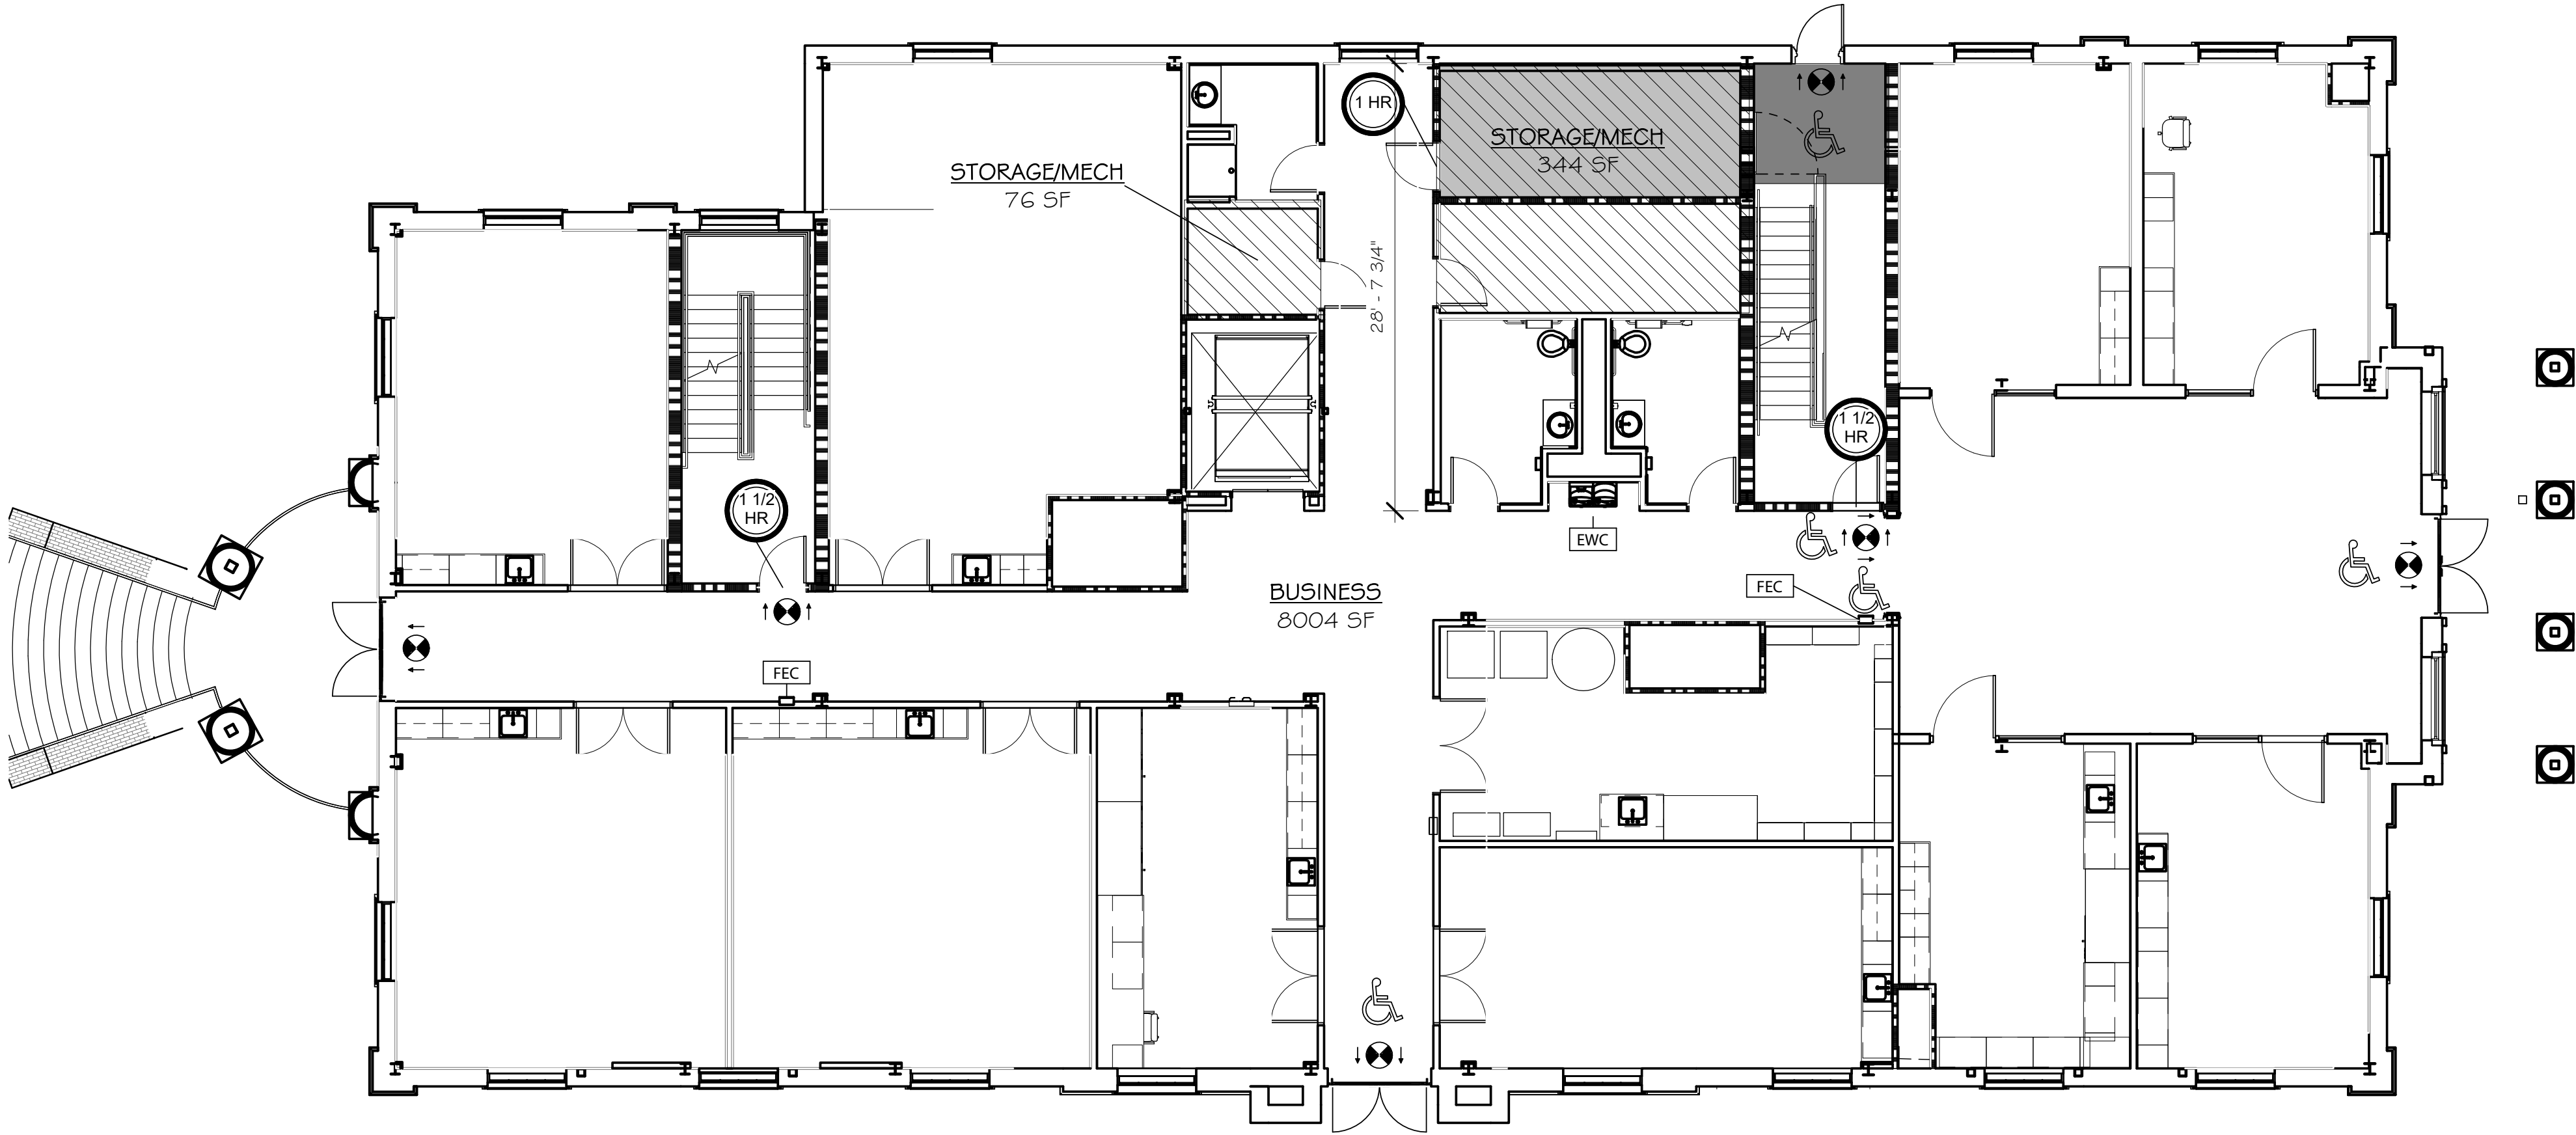 1 HR
STORAGE/MECH
344 SF
STORAGE/MECH
76 SF
28' - 7 3/4"
1 1/2
HR
1 1/2
HR
EWC
FEC
BUSINESS
8004 SF
FEC